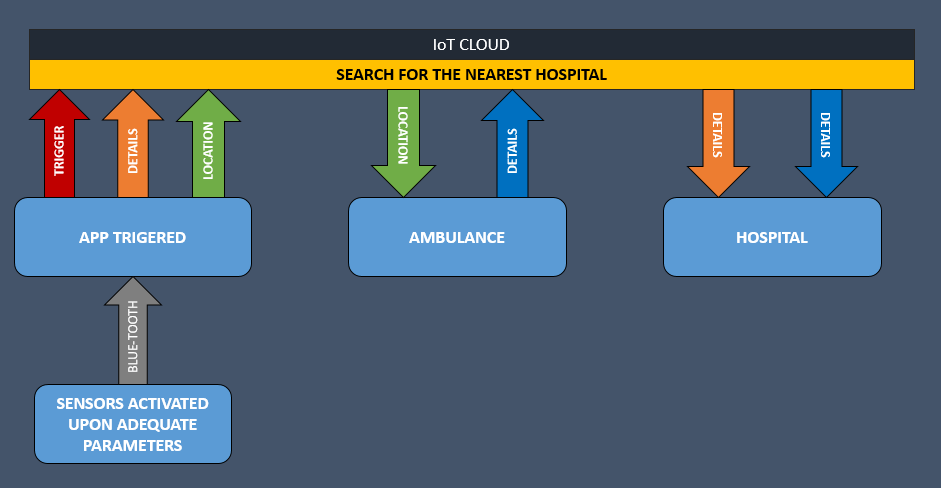 IoT CLOUD
SEARCH FOR THE NEAREST HOSPITAL
TRIGGER
DETAILS
LOCATION
LOCATION
DETAILS
DETAILS
DETAILS
APP TRIGERED
AMBULANCE
HOSPITAL
BLUE-TOOTH
SENSORS ACTIVATED
UPON ADEQUATE
PARAMETERS